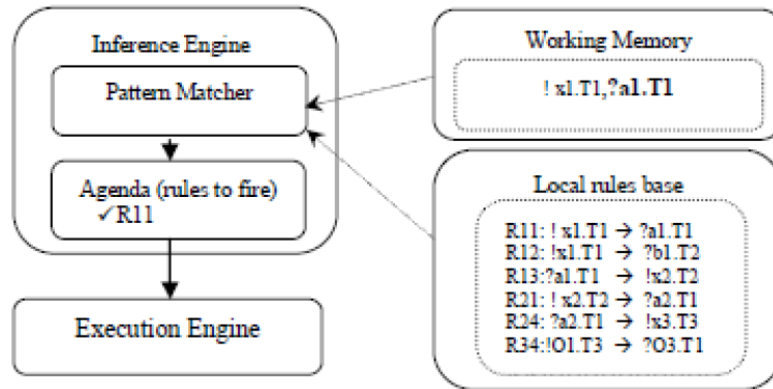 Inference Engine
Pattern Matcher
Agenda (rules to fire)
✓R11
Execution Engine
Working Memory
! x1.T1,?a1.T1
Local rules base
R11: ! x1.T1 → ?a1.T1
R12: !x1.T1 → ?b1.T2
R13:?a1.T1 → !x2.T2
R21: ! x2.T2 → ?a2.T1
R24: ?a2.T1 → !x3.T3
R34:!O1.T3 → ?O3.T1